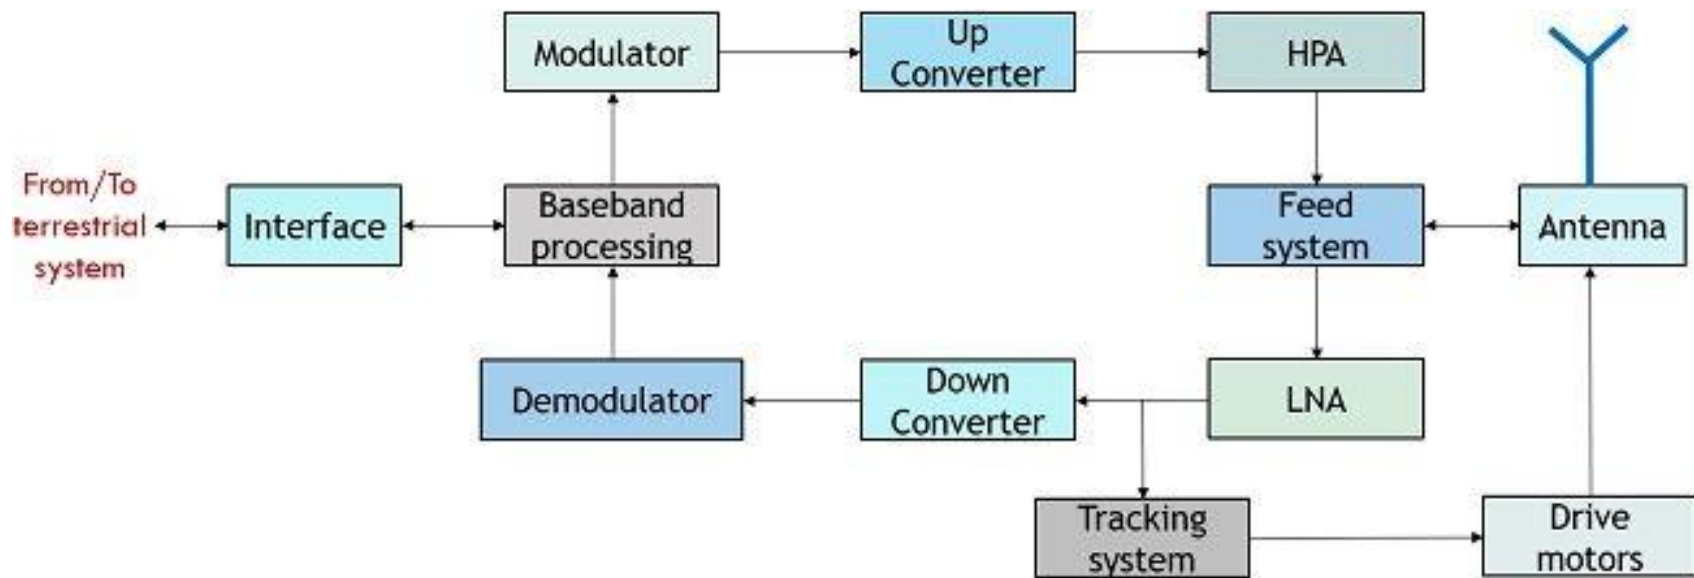 Modulator
Up
Converter
HPA
From/To
terrestrial
system
Interface
Baseband
processing
Feed
system
Antenna
Demodulator
Down
Converter
LNA
Tracking
system
Drive
motors